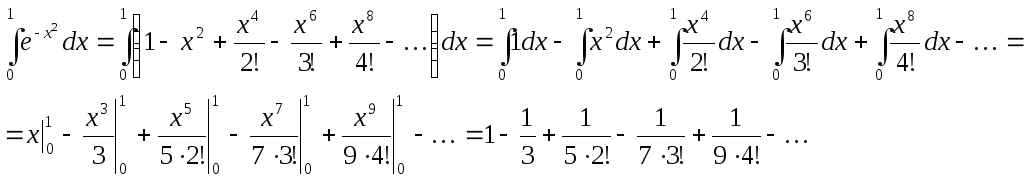 ∫₀¹ e^{-x²} dx = ∫₀¹ (1 - x² + x⁴/2! - x⁶/3! + x⁸/4! - …) dx = ∫₀¹ 1dx - ∫₀¹ x² dx + ∫₀¹ x⁴/2! dx - ∫₀¹ x⁶/3! dx + ∫₀¹ x⁸/4! dx - … =
= x|₀¹ - x³/3|₀¹ + x⁵/(5·2!)|₀¹ - x⁷/(7·3!)|₀¹ + x⁹/(9·4!)|₀¹ - … = 1 - 1/3 + 1/(5·2!) - 1/(7·3!) + 1/(9·4!) - …